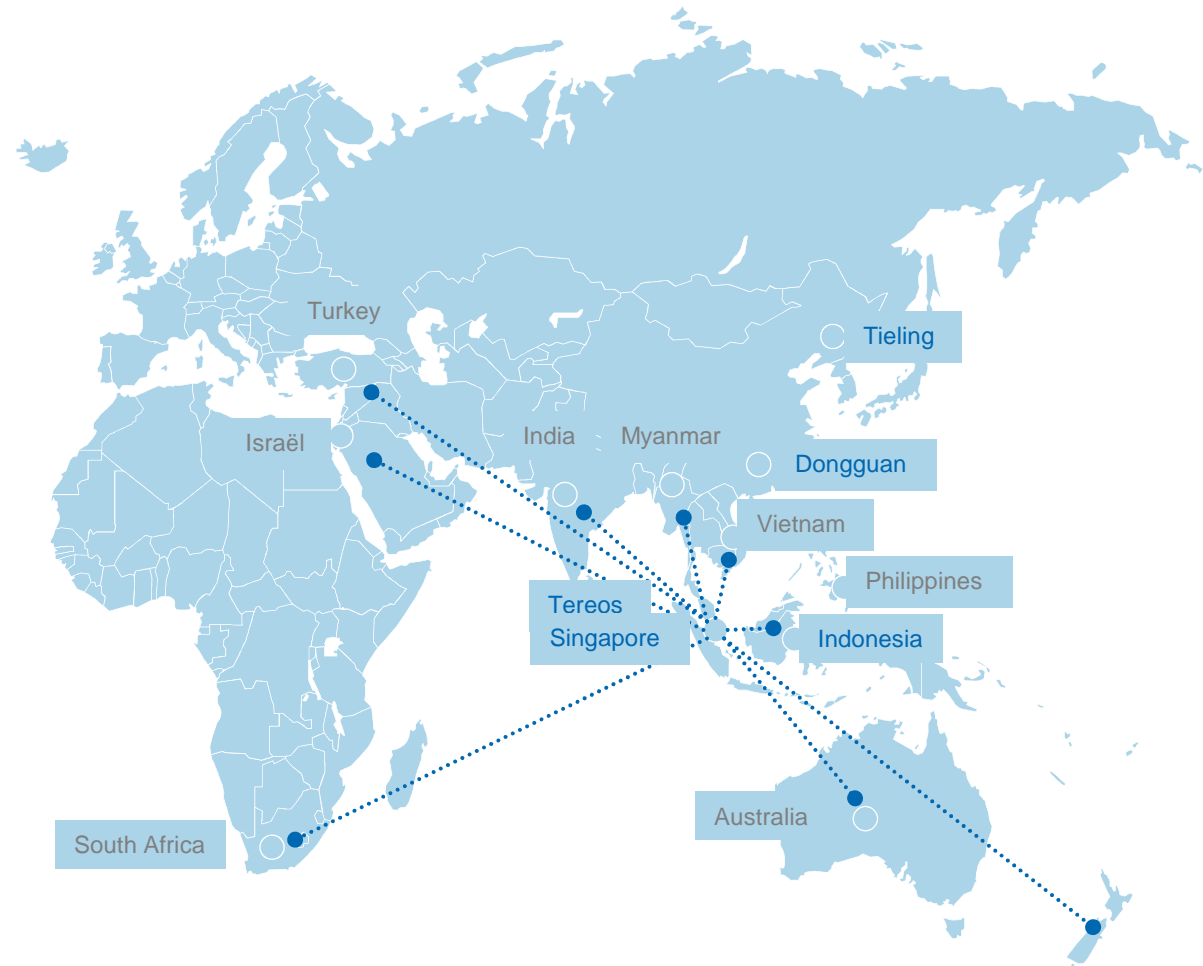 Turkey
Tieling
Israël
India
Myanmar
Dongguan
Vietnam
Philippines
Tereos
Singapore
Indonesia
Australia
South Africa